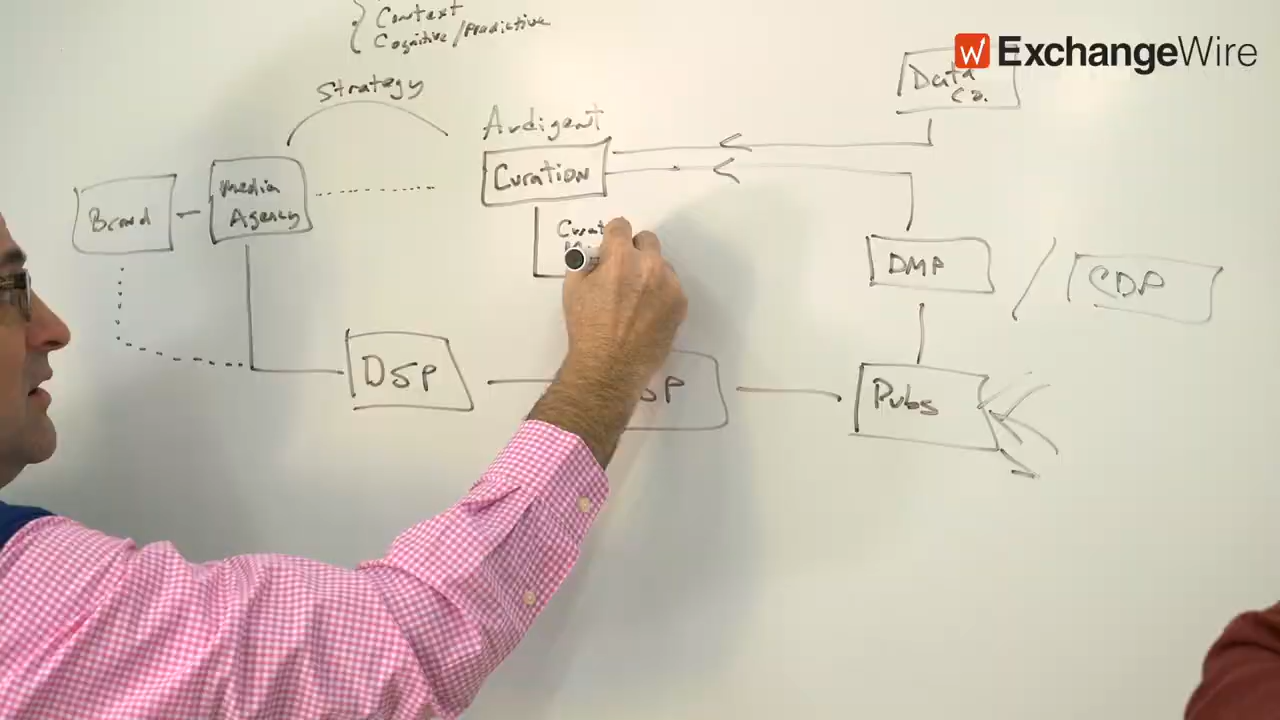 Context
Cognitive/Predictive
ExchangeWire
Strategy
Data
Co.
Audigent
Curation
Media
Agency
Brand
DMP
CDP
DSP
Pubs